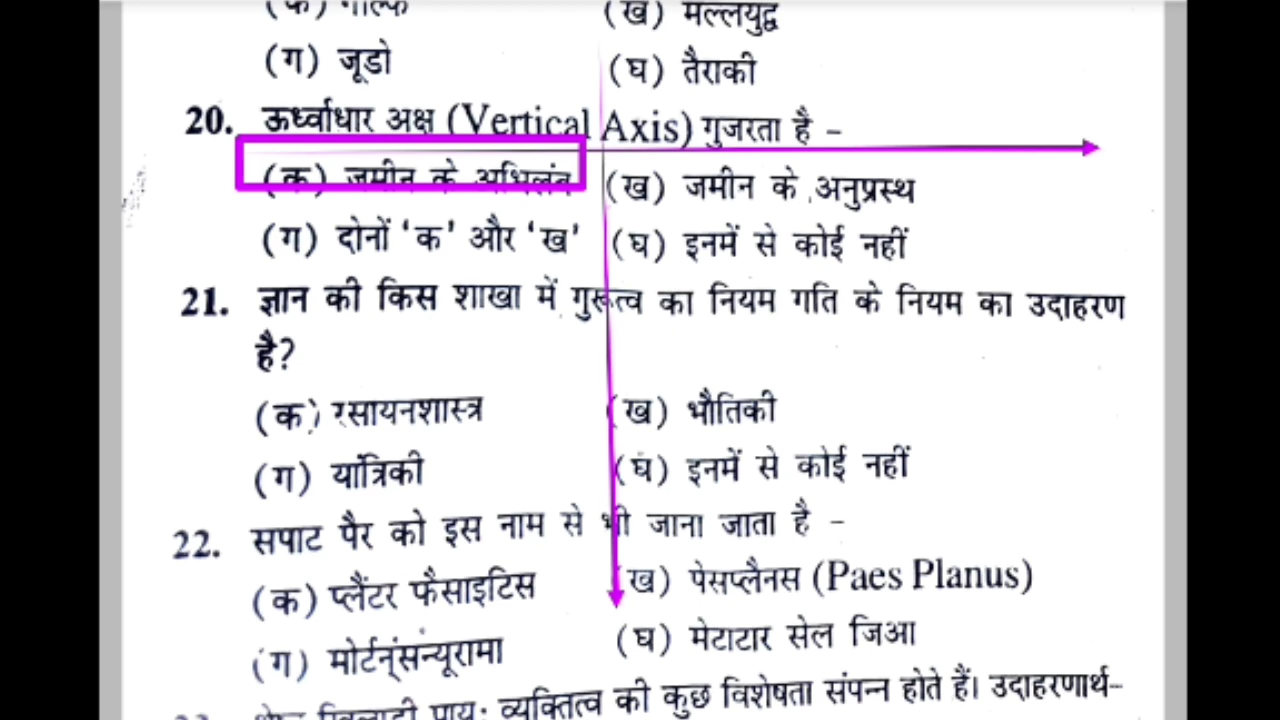 (ख) मल्लयुद्ध
(ग) जूडो (घ) तैराकी
20. ऊर्ध्वाधार अक्ष (Vertical Axis) गुजरता है –
(क) जमीन के अभिलंब (ख) जमीन के अनुप्रस्थ
(ग) दोनों ‘क’ और ‘ख’ (घ) इनमें से कोई नहीं
21. ज्ञान की किस शाखा में गुरूत्व का नियम गति के नियम का उदाहरण
है?
(क) रसायनशास्त्र (ख) भौतिकी
(ग) यांत्रिकी (घ) इनमें से कोई नहीं
22. सपाट पैर को इस नाम से भी जाना जाता है –
(क) प्लैंटर फैसाइटिस (ख) पेसप्लैनस (Paes Planus)
(ग) मोर्टन्संन्यूरामा (घ) मेटाटार सेल जिआ
व्यक्तित्व की कुछ विशेषता संपन्न होते हैं। उदाहरणार्थ–